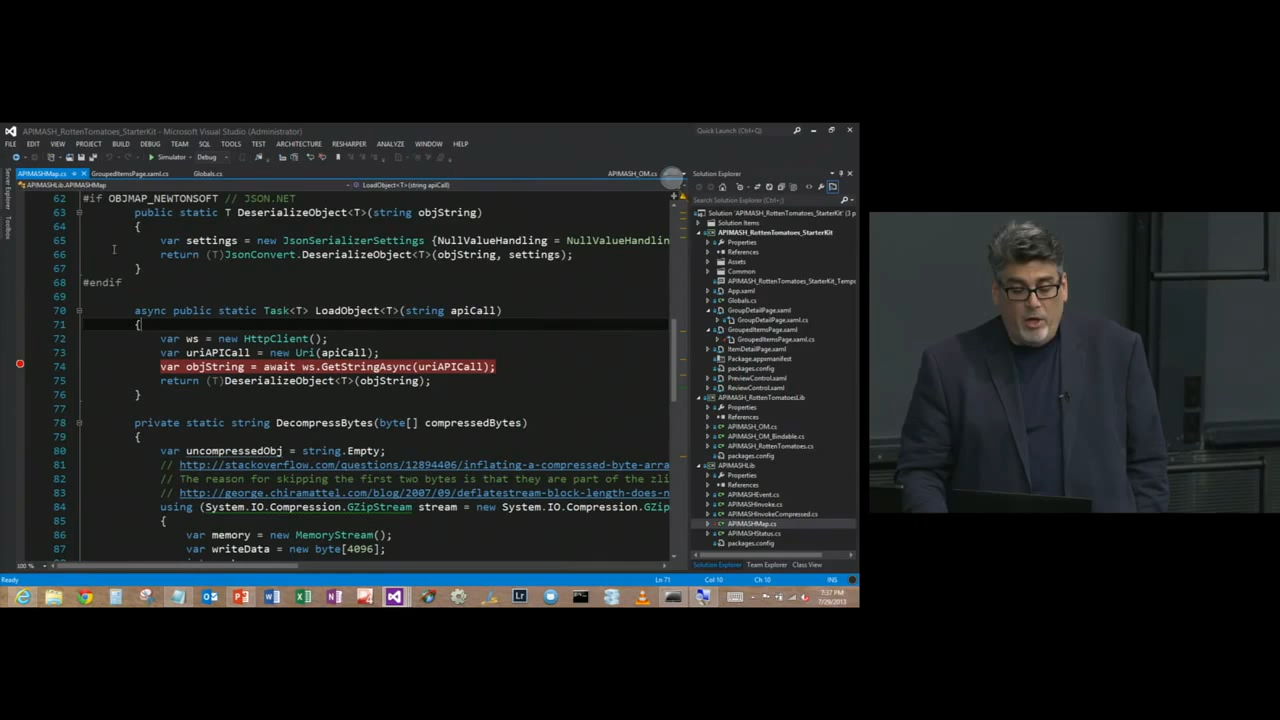 APIMASH_RottenTomatoes_StarterKit - Microsoft Visual Studio (Administrator)
Quick Launch (Ctrl+Q)
FILE EDIT VIEW PROJECT BUILD DEBUG TEAM SQL TOOLS TEST ARCHITECTURE RESHARPER ANALYZE WINDOW HELP
Simulator Debug
APIMASHMap.cs GroupedItemsPage.xaml.cs Globals.cs APIMASH_OM.cs
APIMASHLib.APIMASHMap LoadObject<T>(string apiCall)
Server Explorer
Toolbox
62 #if OBJMAP_NEWTONSOFT // JSON.NET
63 public static T DeserializeObject<T>(string objString)
64 {
65 var settings = new JsonSerializerSettings {NullValueHandling = NullValueHandlin
66 return (T)JsonConvert.DeserializeObject<T>(objString, settings);
67 }
68 #endif
69
70 async public static Task<T> LoadObject<T>(string apiCall)
71 {
72 var ws = new HttpClient();
73 var uriAPICall = new Uri(apiCall);
74 var objString = await ws.GetStringAsync(uriAPICall);
75 return (T)DeserializeObject<T>(objString);
76 }
77
78 private static string DecompressBytes(byte[] compressedBytes)
79 {
80 var uncompressedObj = string.Empty;
81 // http://stackoverflow.com/questions/12894406/inflating-a-compressed-byte-arra
82 // The reason for skipping the first two bytes is that they are part of the zli
83 // http://george.chiramattel.com/blog/2007/09/deflatestream-block-length-does-n
84 using (System.IO.Compression.GZipStream stream = new System.IO.Compression.GZip
85 {
86 var memory = new MemoryStream();
87 var writeData = new byte[4096];
100 %
Solution Explorer
Search Solution Explorer (Ctrl+;)
Solution 'APIMASH_RottenTomatoes_StarterKit' (3 p
Solution Items
APIMASH_RottenTomatoes_StarterKit
Properties
References
Assets
Common
APIMASH_RottenTomatoes_StarterKit_Temp
App.xaml
Globals.cs
GroupDetailPage.xaml
GroupDetailPage.xaml.cs
GroupedItemsPage.xaml
GroupedItemsPage.xaml.cs
ItemDetailPage.xaml
Package.appxmanifest
packages.config
PreviewControl.xaml
ReviewControl.xaml
APIMASH_RottenTomatoesLib
Properties
References
APIMASH_OM.cs
APIMASH_OM_Bindable.cs
APIMASH_RottenTomatoes.cs
packages.config
APIMASHLib
Properties
References
APIMASHEvent.cs
APIMASHInvoke.cs
APIMASHInvokeCompressed.cs
APIMASHMap.cs
APIMASHStatus.cs
packages.config
Solution Explorer Team Explorer Class View
Ready Ln 71 Col 10 Ch 10 INS
7:37 PM
7/29/2013